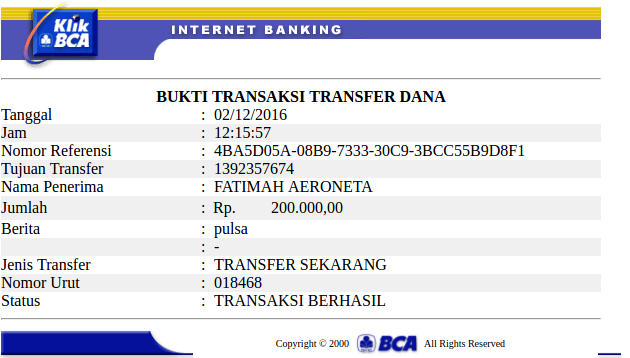 Klik BCA
INTERNET BANKING
BUKTI TRANSAKSI TRANSFER DANA
Tanggal : 02/12/2016
Jam : 12:15:57
Nomor Referensi : 4BA5D05A-08B9-7333-30C9-3BCC55B9D8F1
Tujuan Transfer : 1392357674
Nama Penerima : FATIMAH AERONETA
Jumlah : Rp. 200.000,00
Berita : pulsa
: -
Jenis Transfer : TRANSFER SEKARANG
Nomor Urut : 018468
Status : TRANSAKSI BERHASIL
Copyright © 2000 BCA All Rights Reserved